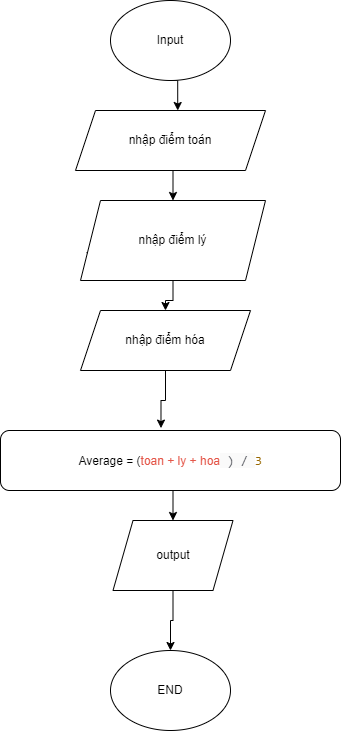 Input
nhập điểm toán
nhập điểm lý
nhập điểm hóa
Average = (toan + ly + hoa ) / 3
output
END